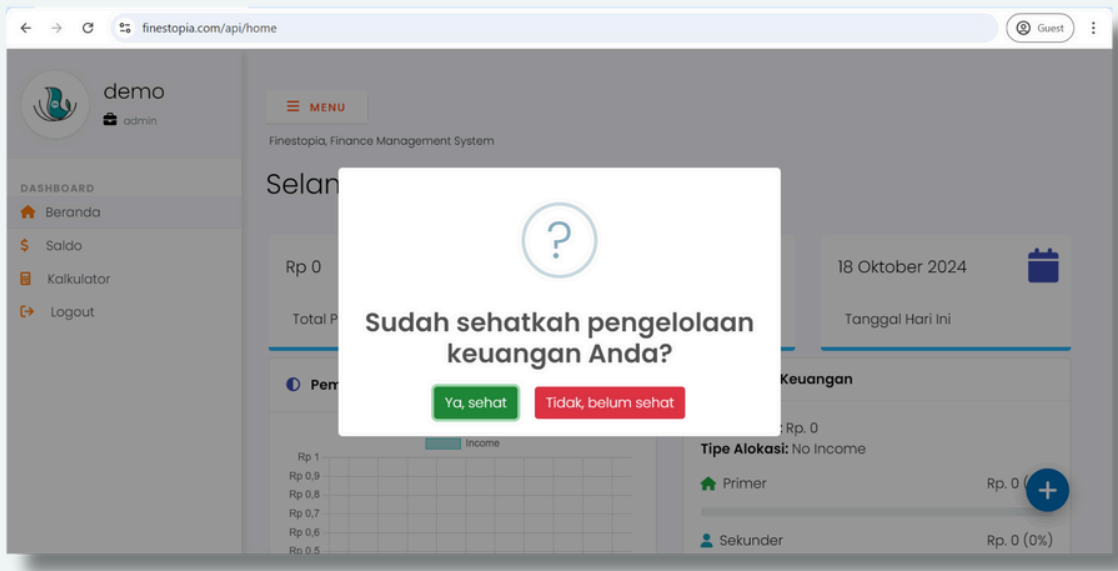 finestopia.com/api/home
Guest
demo
admin
MENU
Finestopia, Finance Management System
DASHBOARD
Beranda
Saldo
Kalkulator
Logout
Rp 0
18 Oktober 2024
Tanggal Hari Ini
Sudah sehatkah pengelolaan
keuangan Anda?
Ya, sehat
Tidak, belum sehat
Keuangan
Income
Rp 1
Rp 0,9
Rp 0,8
Rp 0,7
Rp 0,6
Rp 0,5
: Rp. 0
Tipe Alokasi: No Income
Primer
Rp. 0
Sekunder
Rp. 0 (0%)